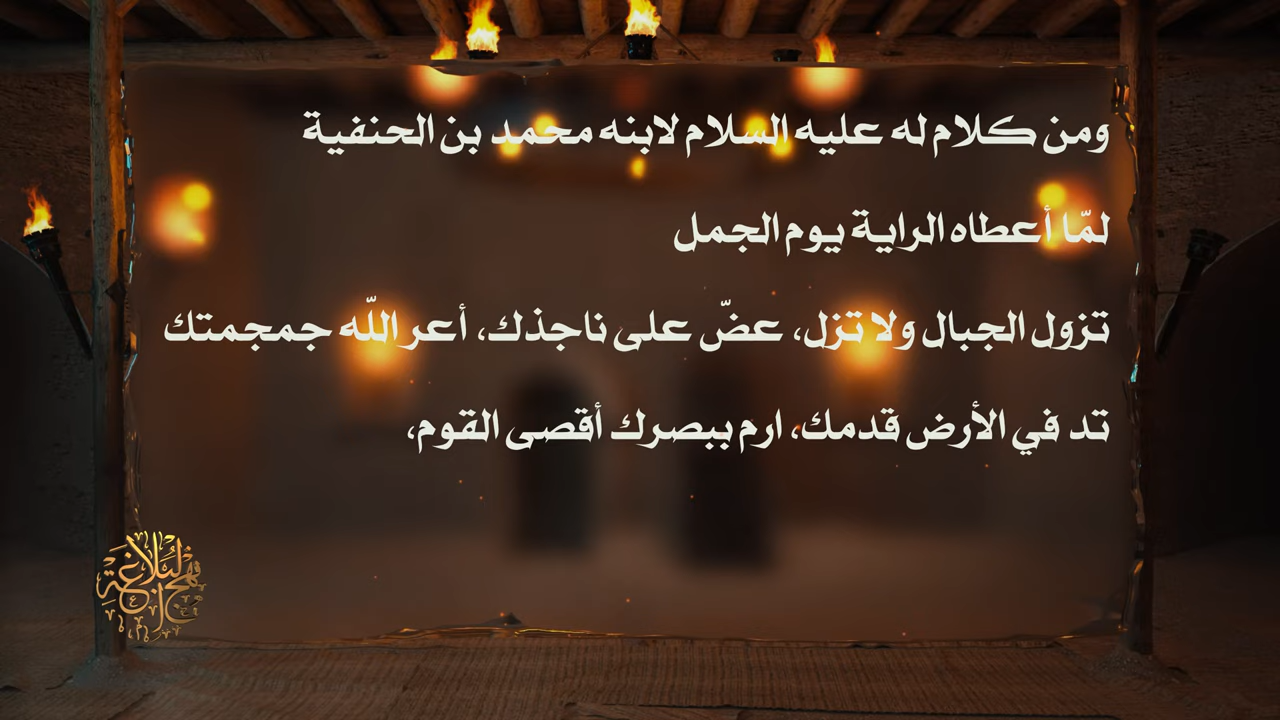 ومن كلام له عليه السلام لابنه محمد بن الحنفية
لمّا أعطاه الراية يوم الجمل
تزول الجبال ولا تزل، عضّ على ناجذك، أعر اللّه جمجمتك
تد في الأرض قدمك، ارم ببصرك أقصى القوم،
نهج البلاغة